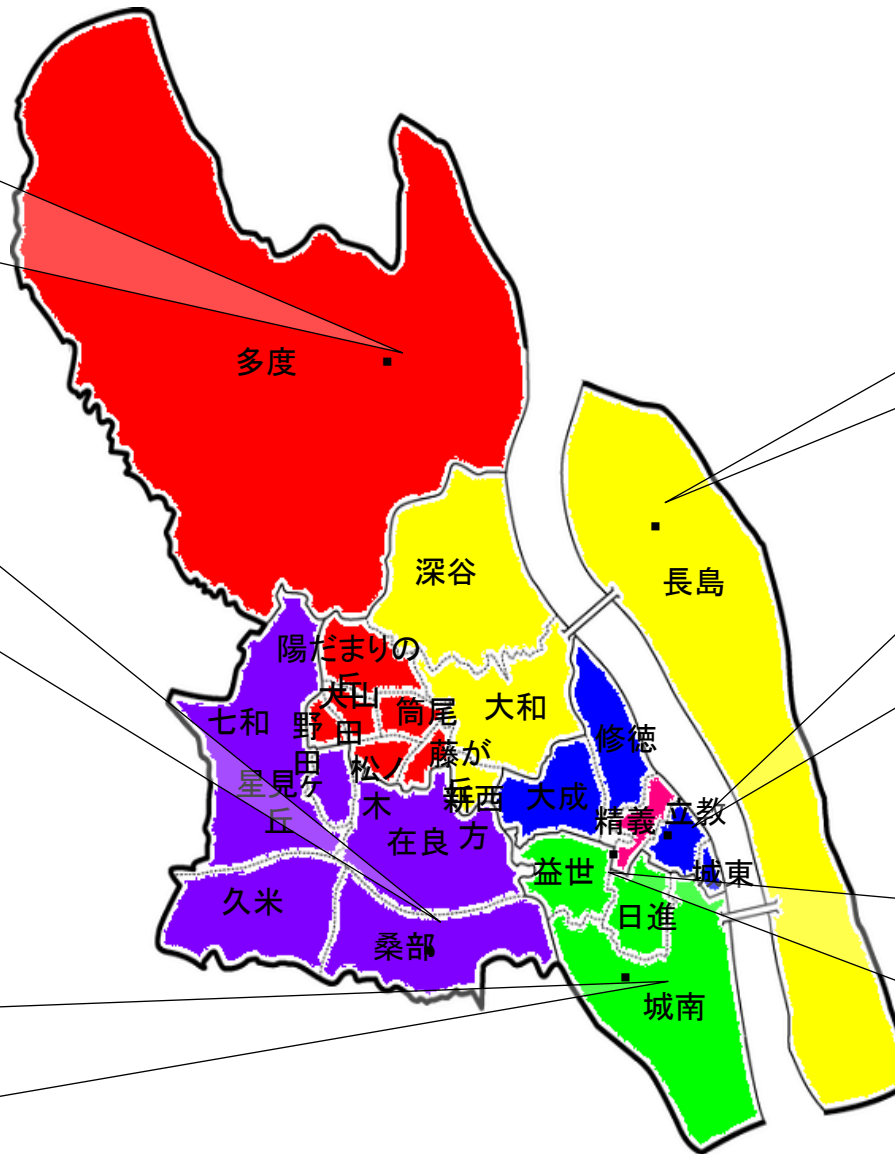 多度
深谷
長島
陽だまりの
丘
大山
田
筒尾
大和
七和
野
田
修徳
藤が
丘
星見ヶ
丘
松ノ
木
新西
方
大成
精義
立教
在良
益世
城東
久米
日進
桑部
城南